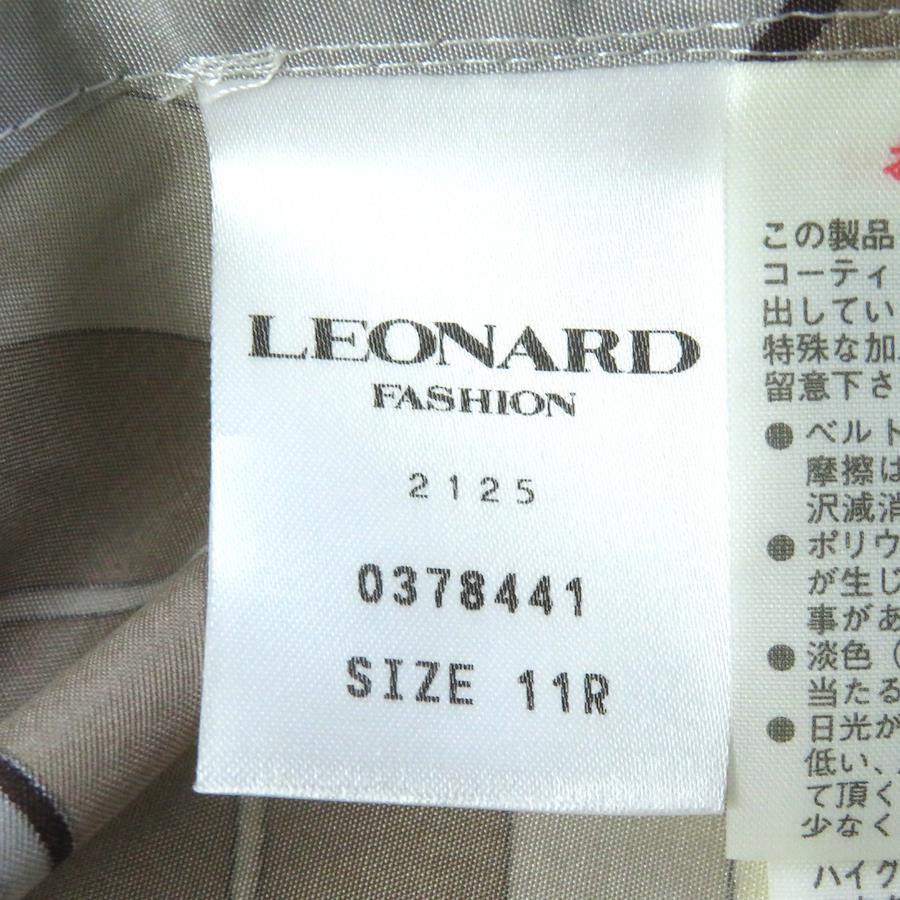 LEONARD
FASHION
2125
0378441
SIZE 11R
この製品
コーティ
出してい
特殊な加
留意下さ
● ベルト
摩擦は
沢減消
● ポリウ
が生じ
事があ
● 淡色（
当たる
● 日光が
低い、
て頂く
少なく
ハイグ